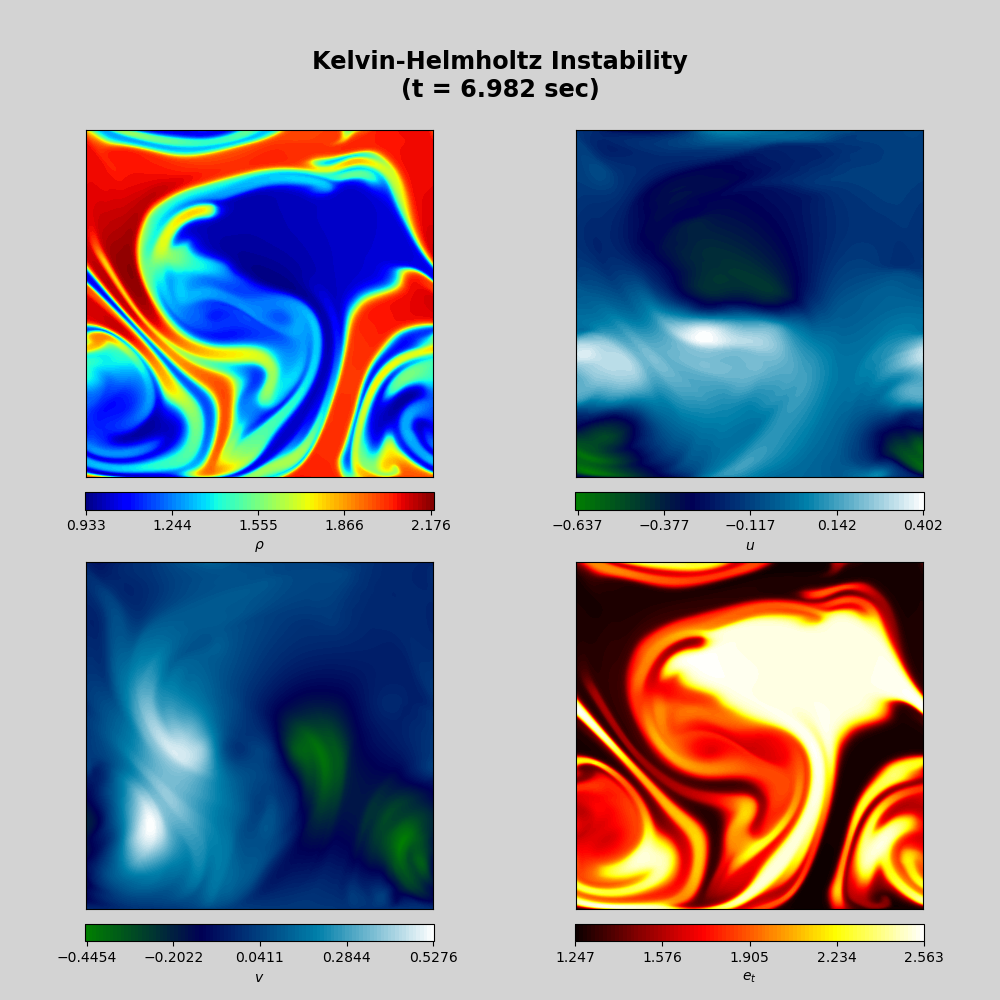 Kelvin-Helmholtz Instability
(t = 6.982 sec)
0.933 1.244 1.555 1.866 2.176
ρ
−0.637 −0.377 −0.117 0.142 0.402
u
−0.4454 −0.2022 0.0411 0.2844 0.5276
v
1.247 1.576 1.905 2.234 2.563
e_t